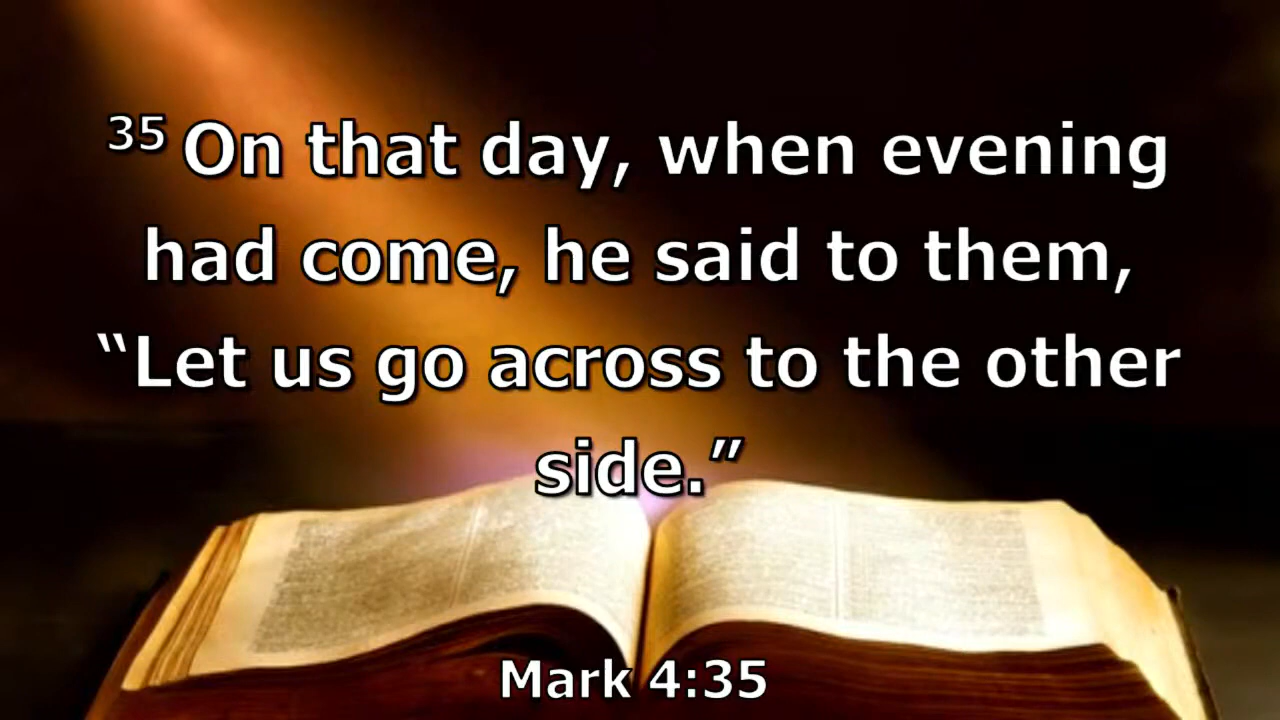 ³⁵ On that day, when evening
had come, he said to them,
“Let us go across to the other
side.”
Mark 4:35